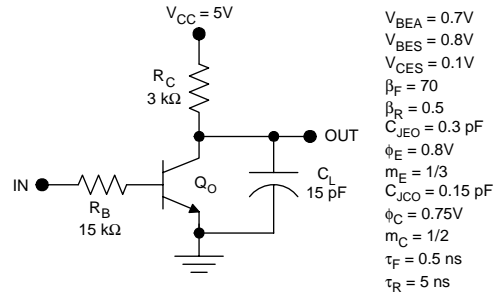 V_CC = 5V
R_C
3 kΩ
OUT
IN
R_B
15 kΩ
Q_O
C_L
15 pF
V_BEA = 0.7V
V_BES = 0.8V
V_CES = 0.1V
β_F = 70
β_R = 0.5
C_JEO = 0.3 pF
ϕ_E = 0.8V
m_E = 1/3
C_JCO = 0.15 pF
ϕ_C = 0.75V
m_C = 1/2
τ_F = 0.5 ns
τ_R = 5 ns